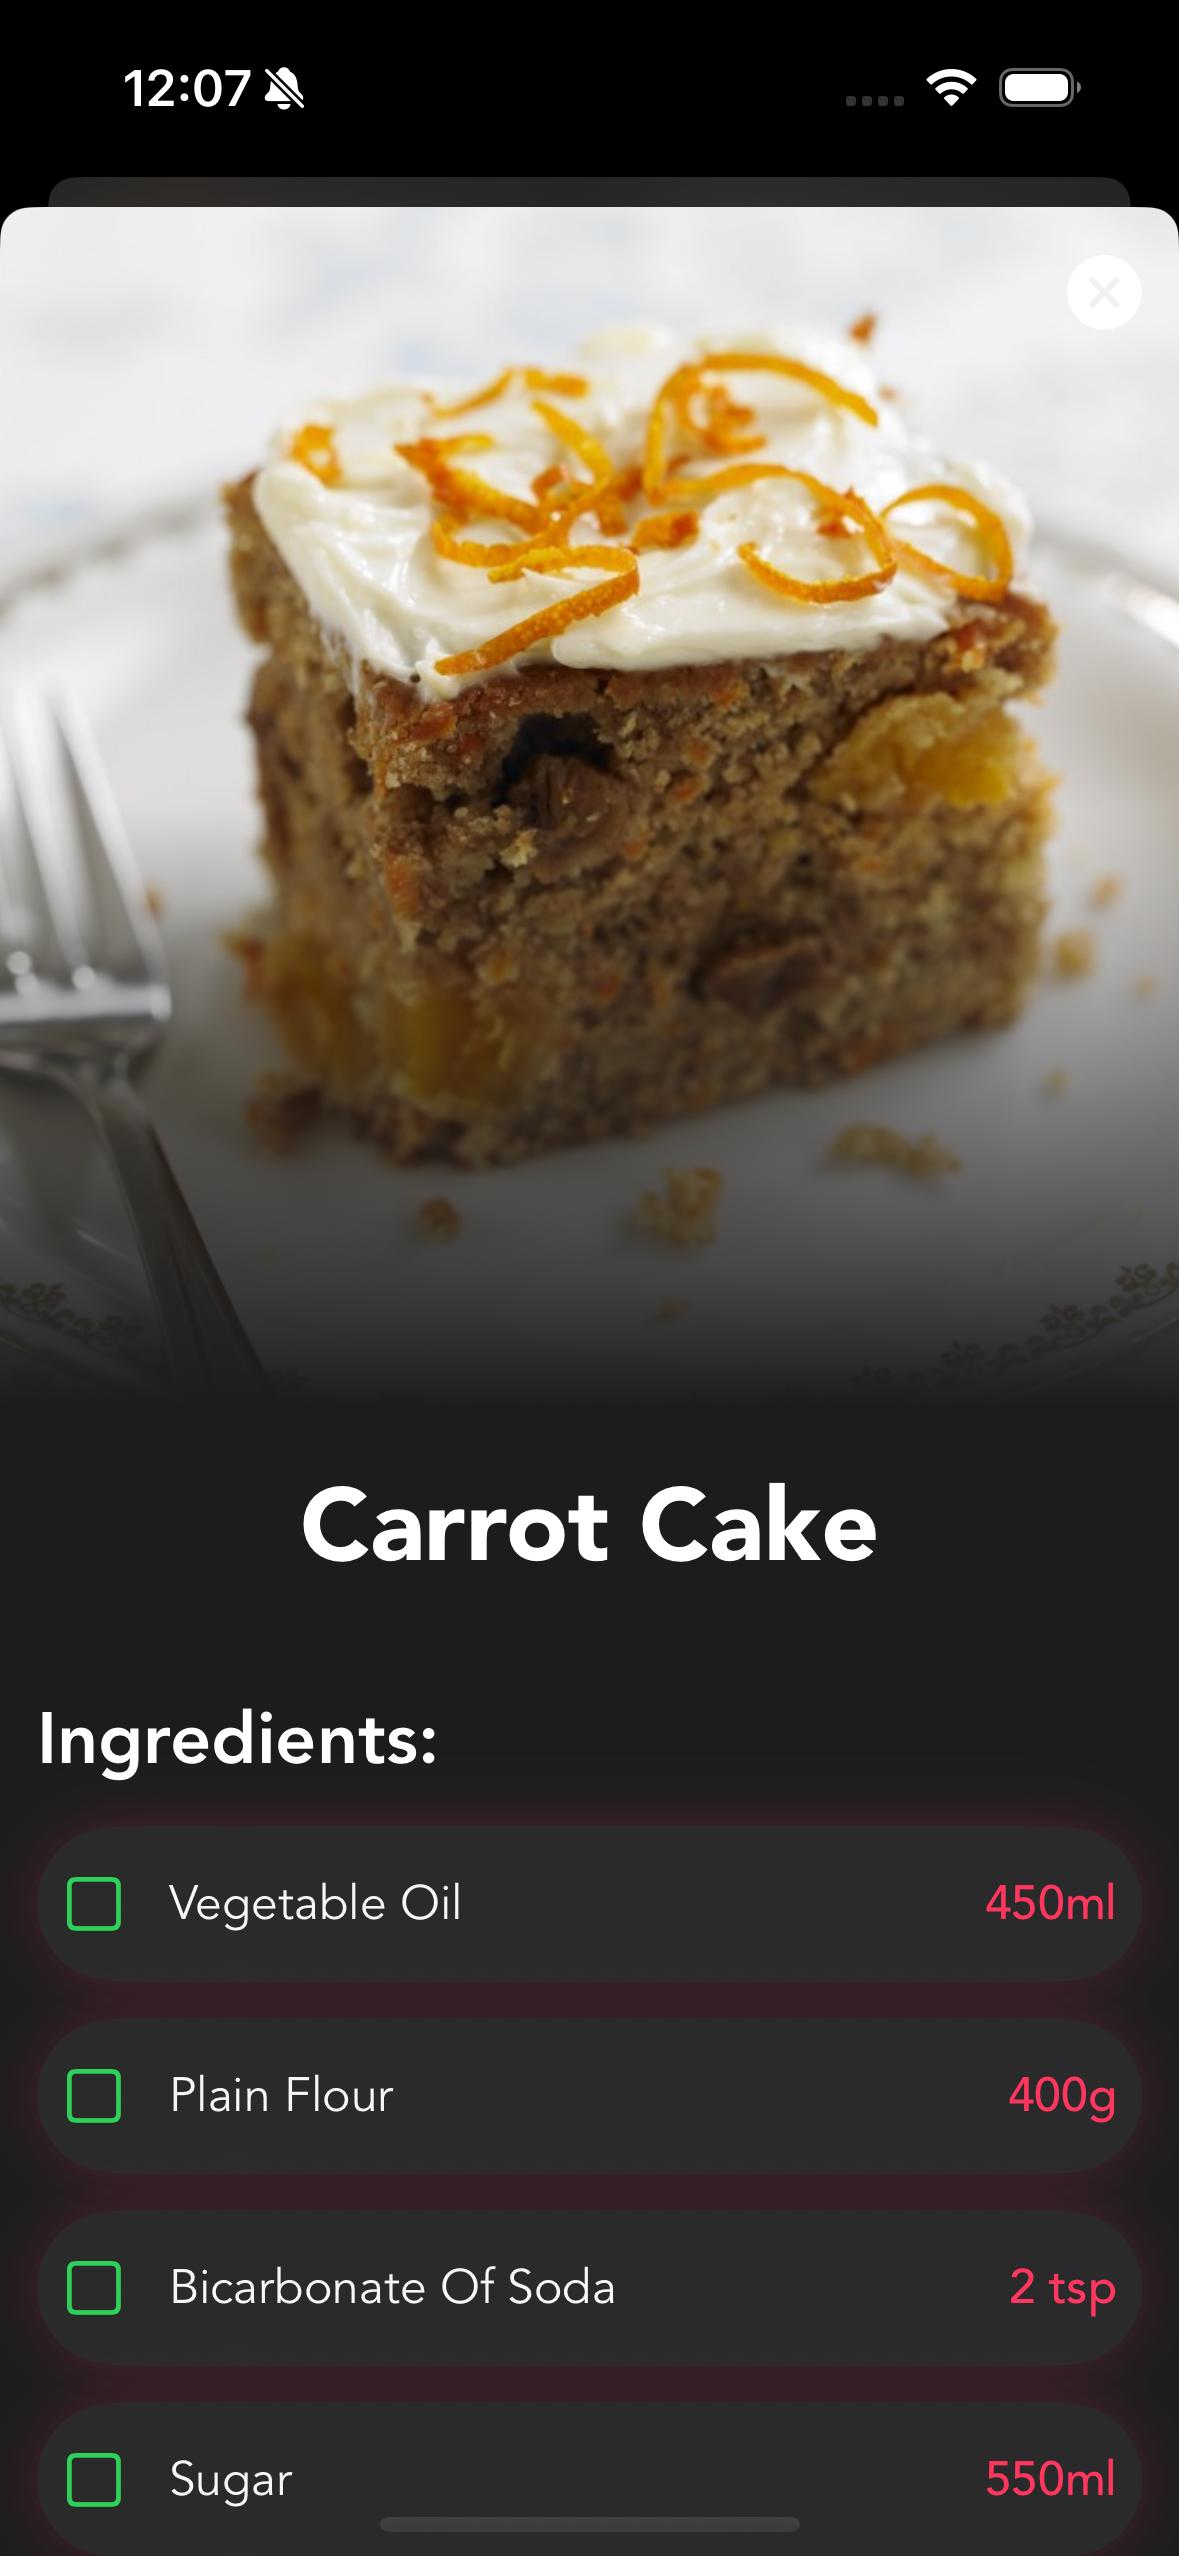 12:07
Carrot Cake
Ingredients:
Vegetable Oil 450ml
Plain Flour 400g
Bicarbonate Of Soda 2 tsp
Sugar 550ml